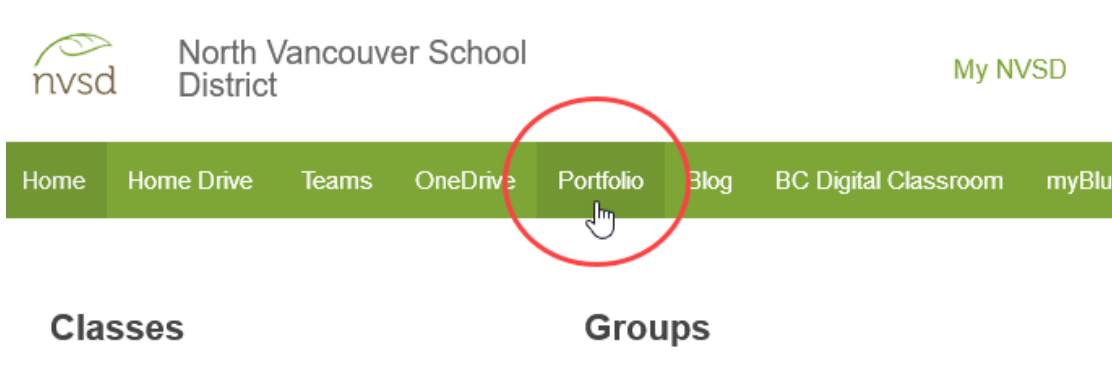 nvsd
North Vancouver School
District
My NVSD
Home Home Drive Teams OneDrive Portfolio Blog BC Digital Classroom myBlu
Classes Groups